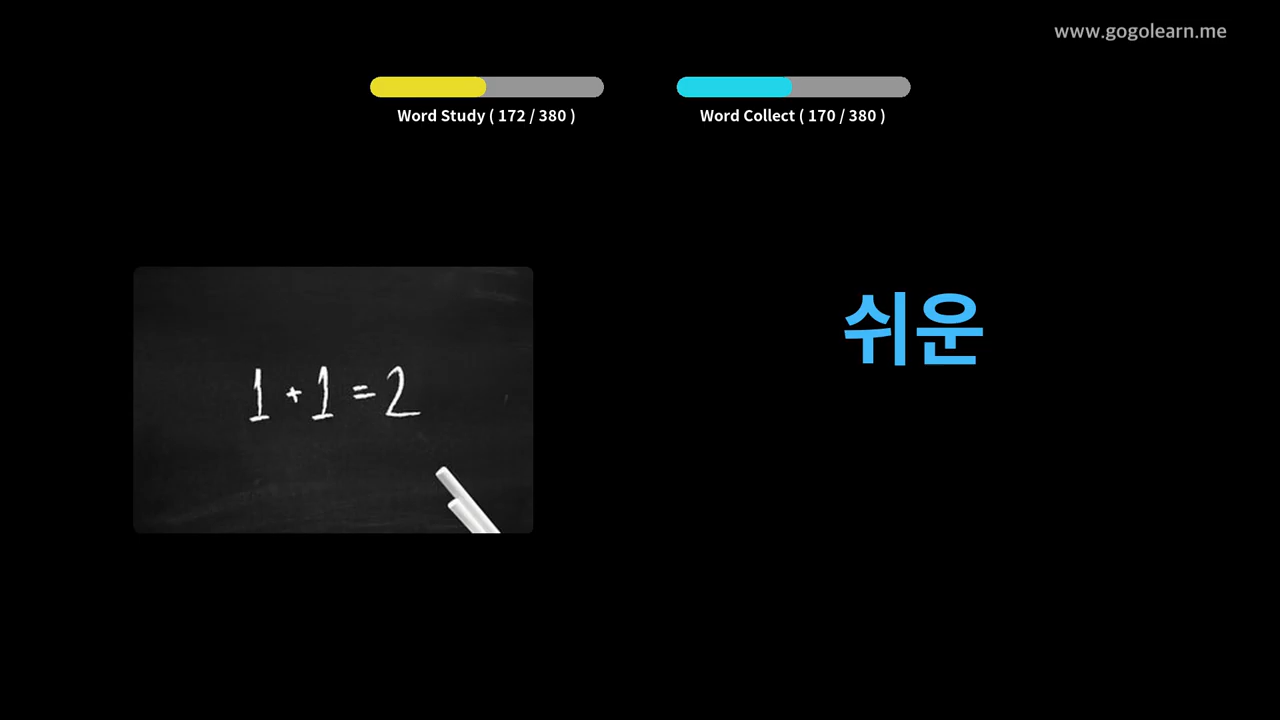 www.gogolearn.me
Word Study ( 172 / 380 )
Word Collect ( 170 / 380 )
쉬운
1 + 1 = 2